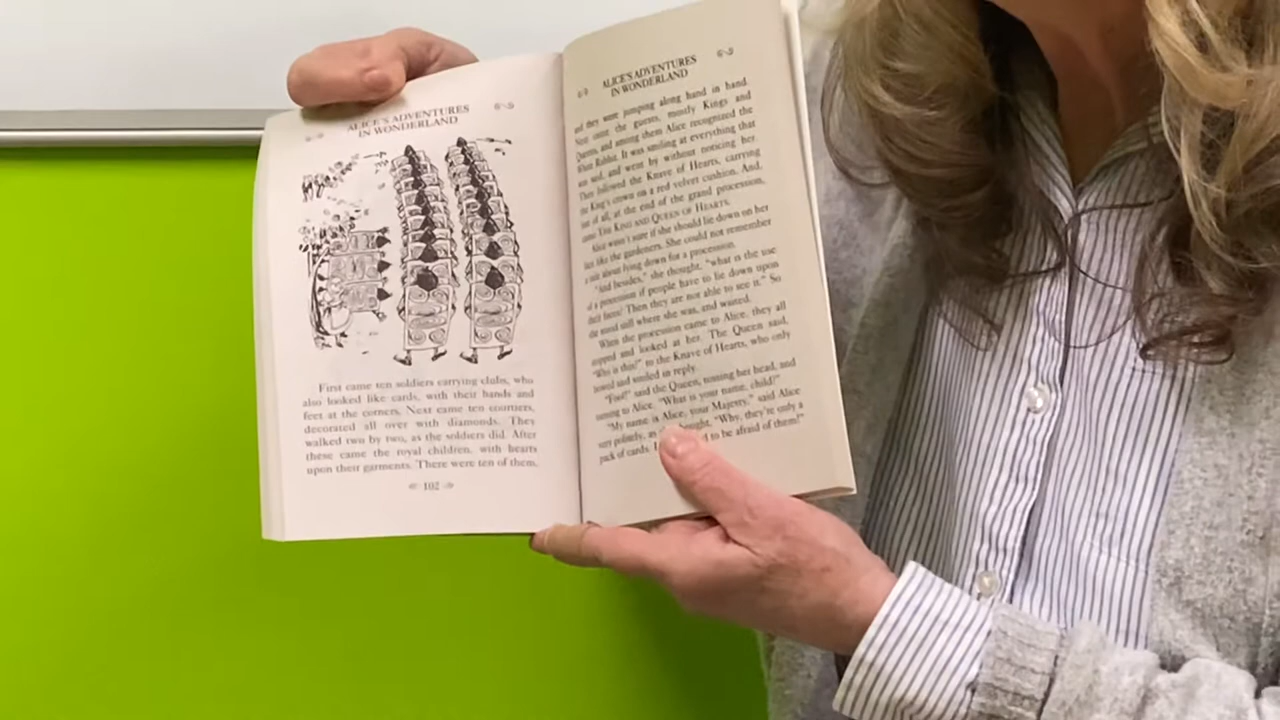 ALICE'S ADVENTURES
IN WONDERLAND
First came ten soldiers carrying clubs, who
also looked like cards, with their hands and
feet at the corners. Next came ten courtiers,
decorated all over with diamonds. They
walked two by two, as the soldiers did. After
these came the royal children, with hearts
upon their garments. There were ten of them,
102
ALICE'S ADVENTURES
IN WONDERLAND
and they were jumping along hand in hand.
Next came the guests, mostly Kings and
Queens, and among them Alice recognized the
White Rabbit. It was smiling at everything that
was said, and went by without noticing her.
They followed the Knave of Hearts, carrying
the King's crown on a red velvet cushion. And,
last of all, at the end of the grand procession,
came THE KING AND QUEEN OF HEARTS.
Alice wasn't sure if she should lie down on her
face like the gardeners. She could not remember
a rule about lying down for a procession.
"And besides," she thought, "what is the use
of a procession if people have to lie down upon
their faces? Then they are not able to see it." So
she stood still where she was, and waited.
When the procession came to Alice, they all
stopped and looked at her. The Queen said,
"Who is this?" to the Knave of Hearts, who only
bowed and smiled in reply.
"Fool!" said the Queen, tossing her head, and
turning to Alice, "What is your name, child?"
"My name is Alice, your Majesty," said Alice
very politely, as thought, "Why, they're only a
pack of cards. I to be afraid of them!"